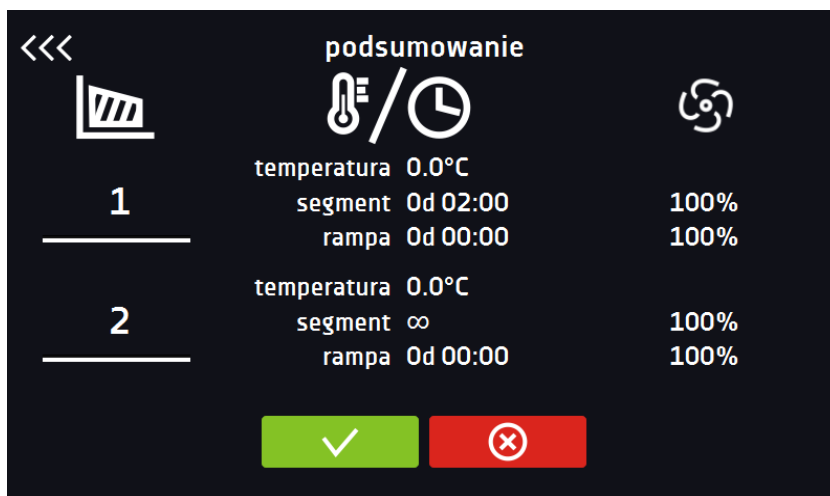 <<< podsumowanie
temperatura 0.0°C
1 segment 0d 02:00 100%
rampa 0d 00:00 100%
temperatura 0.0°C
2 segment ∞ 100%
rampa 0d 00:00 100%